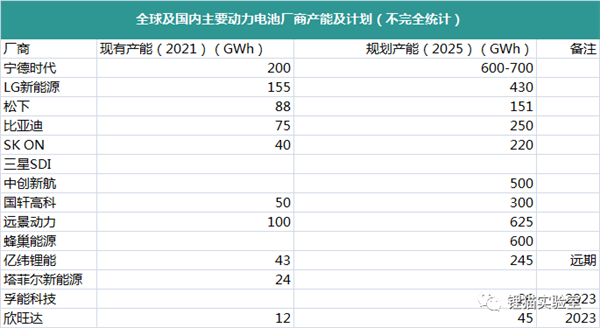 全球及国内主要动力电池厂商产能及计划（不完全统计）
厂商 现有产能（2021）（GWh） 规划产能（2025）（GWh） 备注
宁德时代 200 600-700
LG新能源 155 430
松下 88 151
比亚迪 75 250
SK ON 40 220
三星SDI
中创新航 500
国轩高科 50 300
远景动力 100 625
蜂巢能源 600
亿纬锂能 43 245 远期
塔菲尔新能源 24
孚能科技 2023
欣旺达 12 45 2023
锂猫实验室